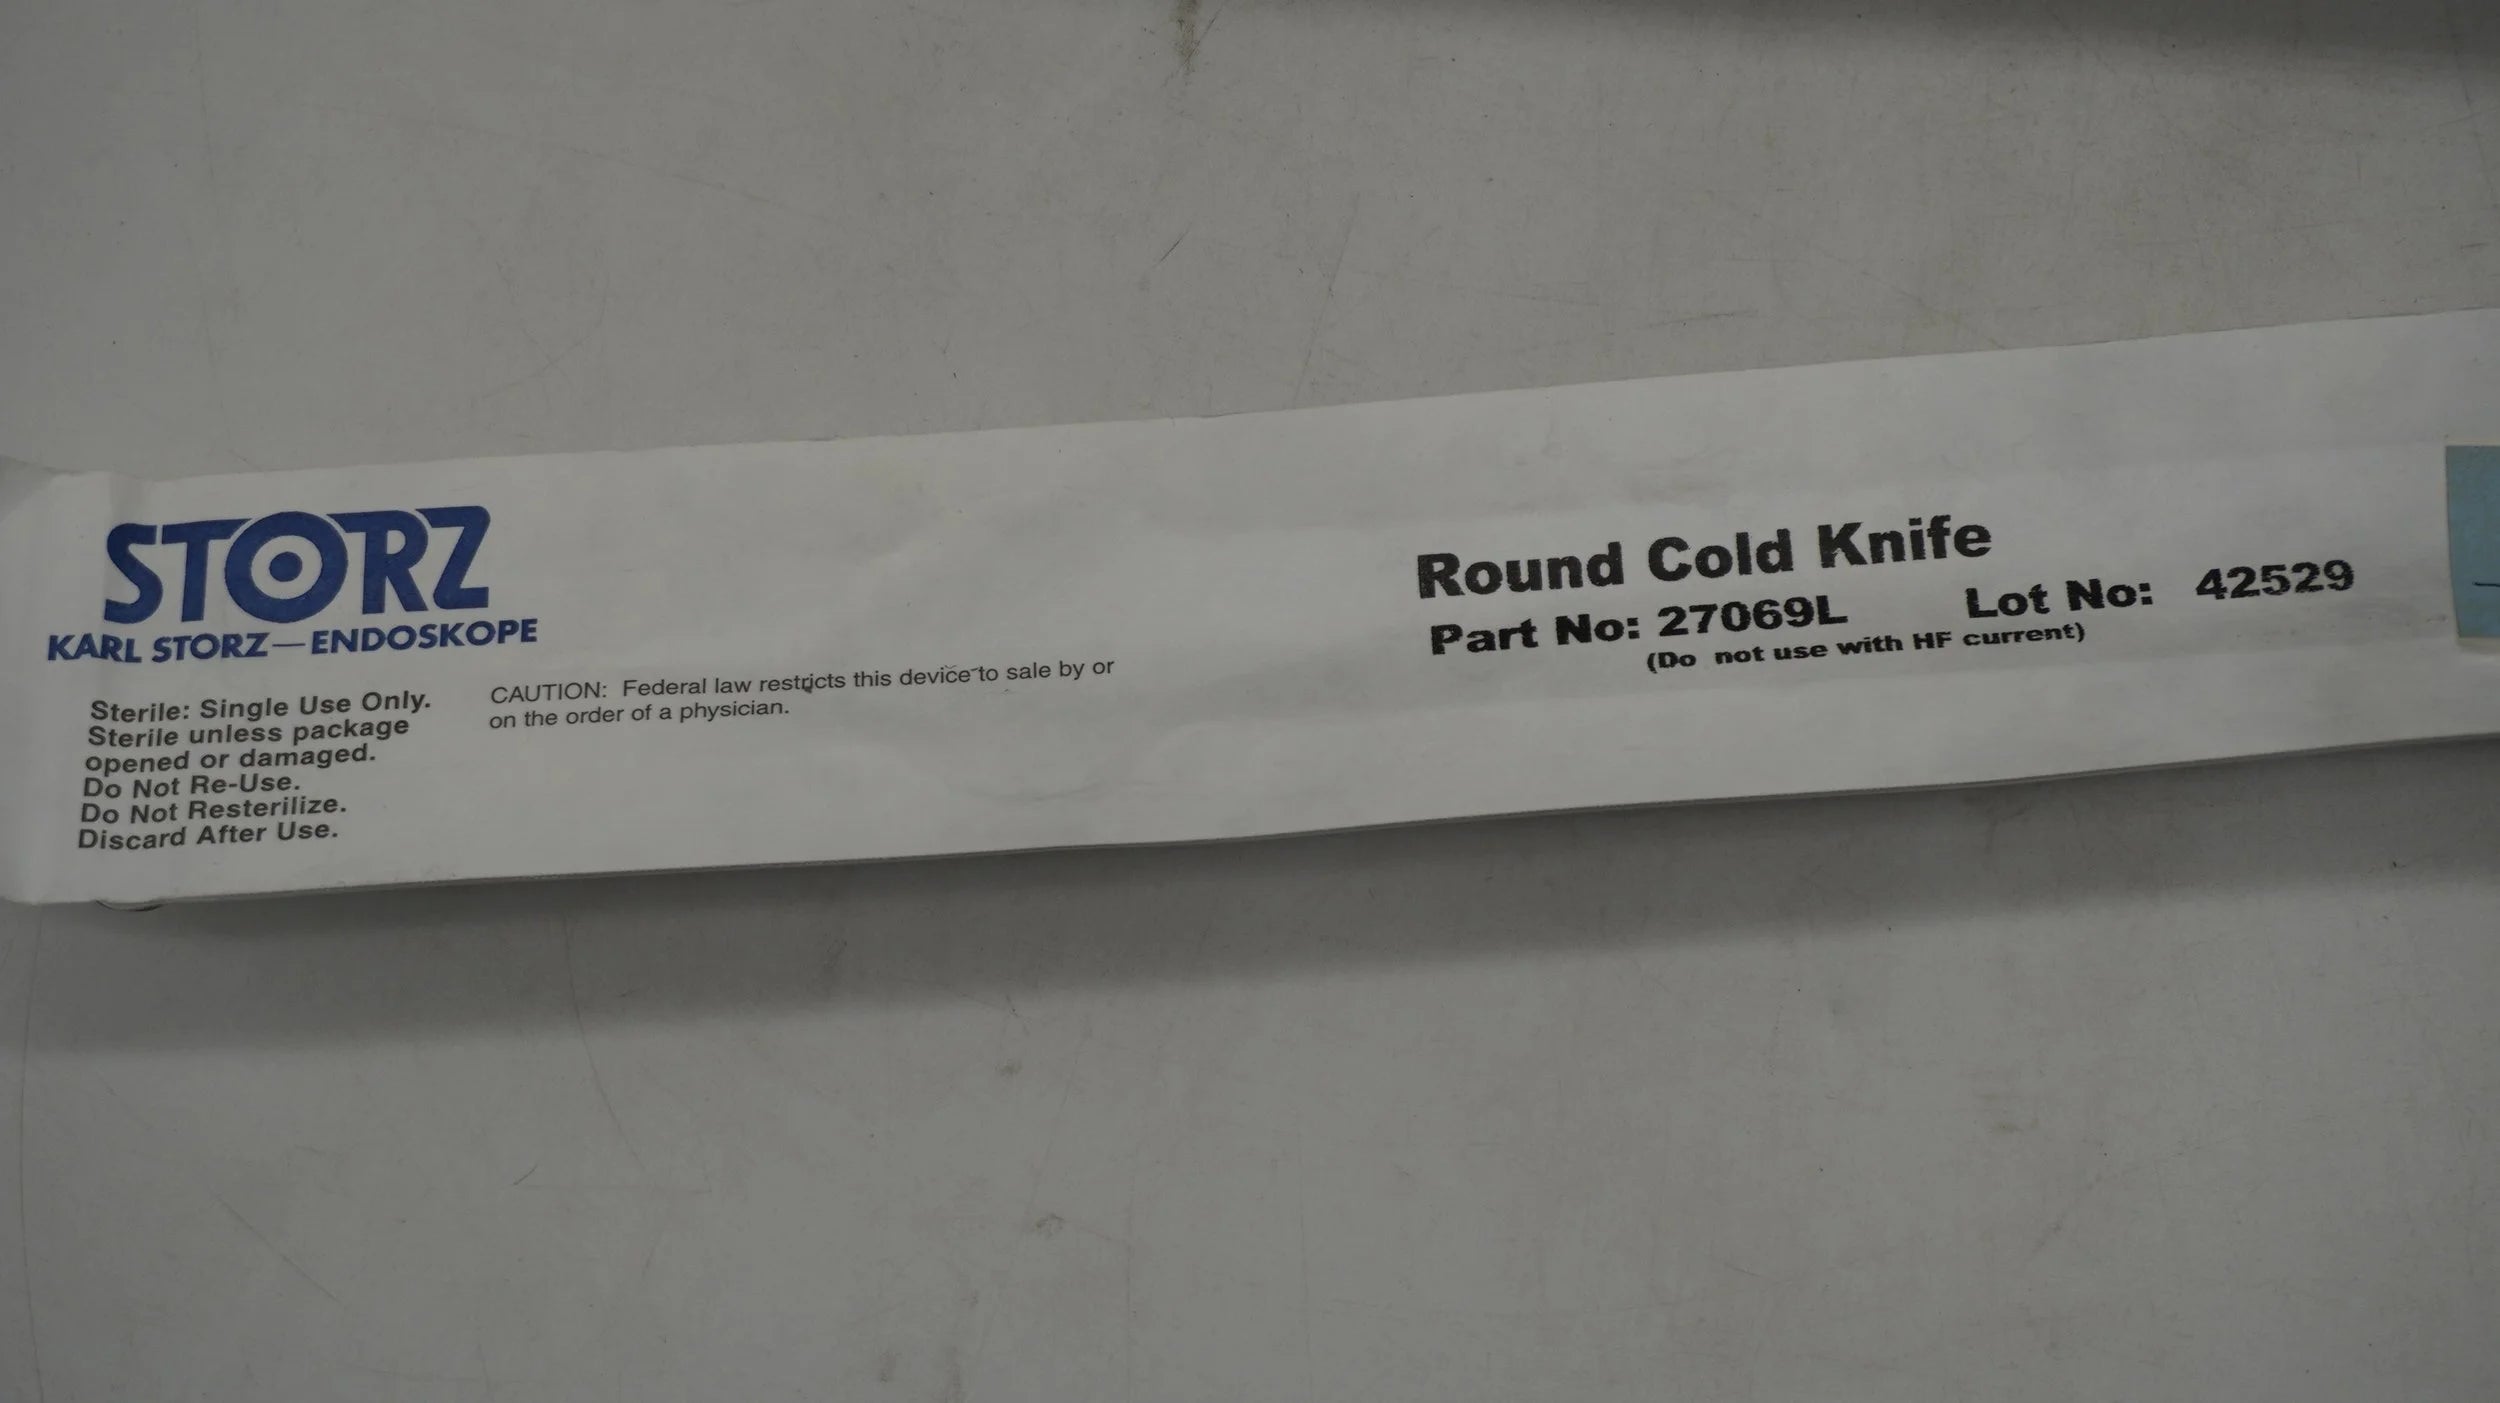 STORZ
KARL STORZ—ENDOSKOPE
Sterile: Single Use Only.
Sterile unless package
opened or damaged.
Do Not Re-Use.
Do Not Resterilize.
Discard After Use.
CAUTION: Federal law restricts this device to sale by or
on the order of a physician.
Round Cold Knife
Part No: 27069L Lot No: 42529
(Do not use with HF current)